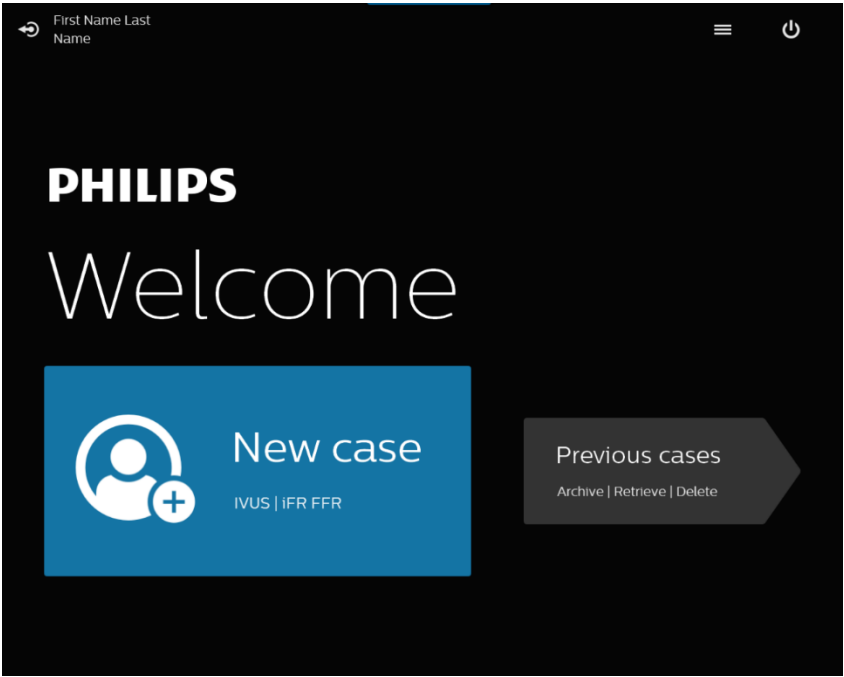 First Name Last
Name
PHILIPS
Welcome
New case
IVUS | iFR FFR
Previous cases
Archive | Retrieve | Delete